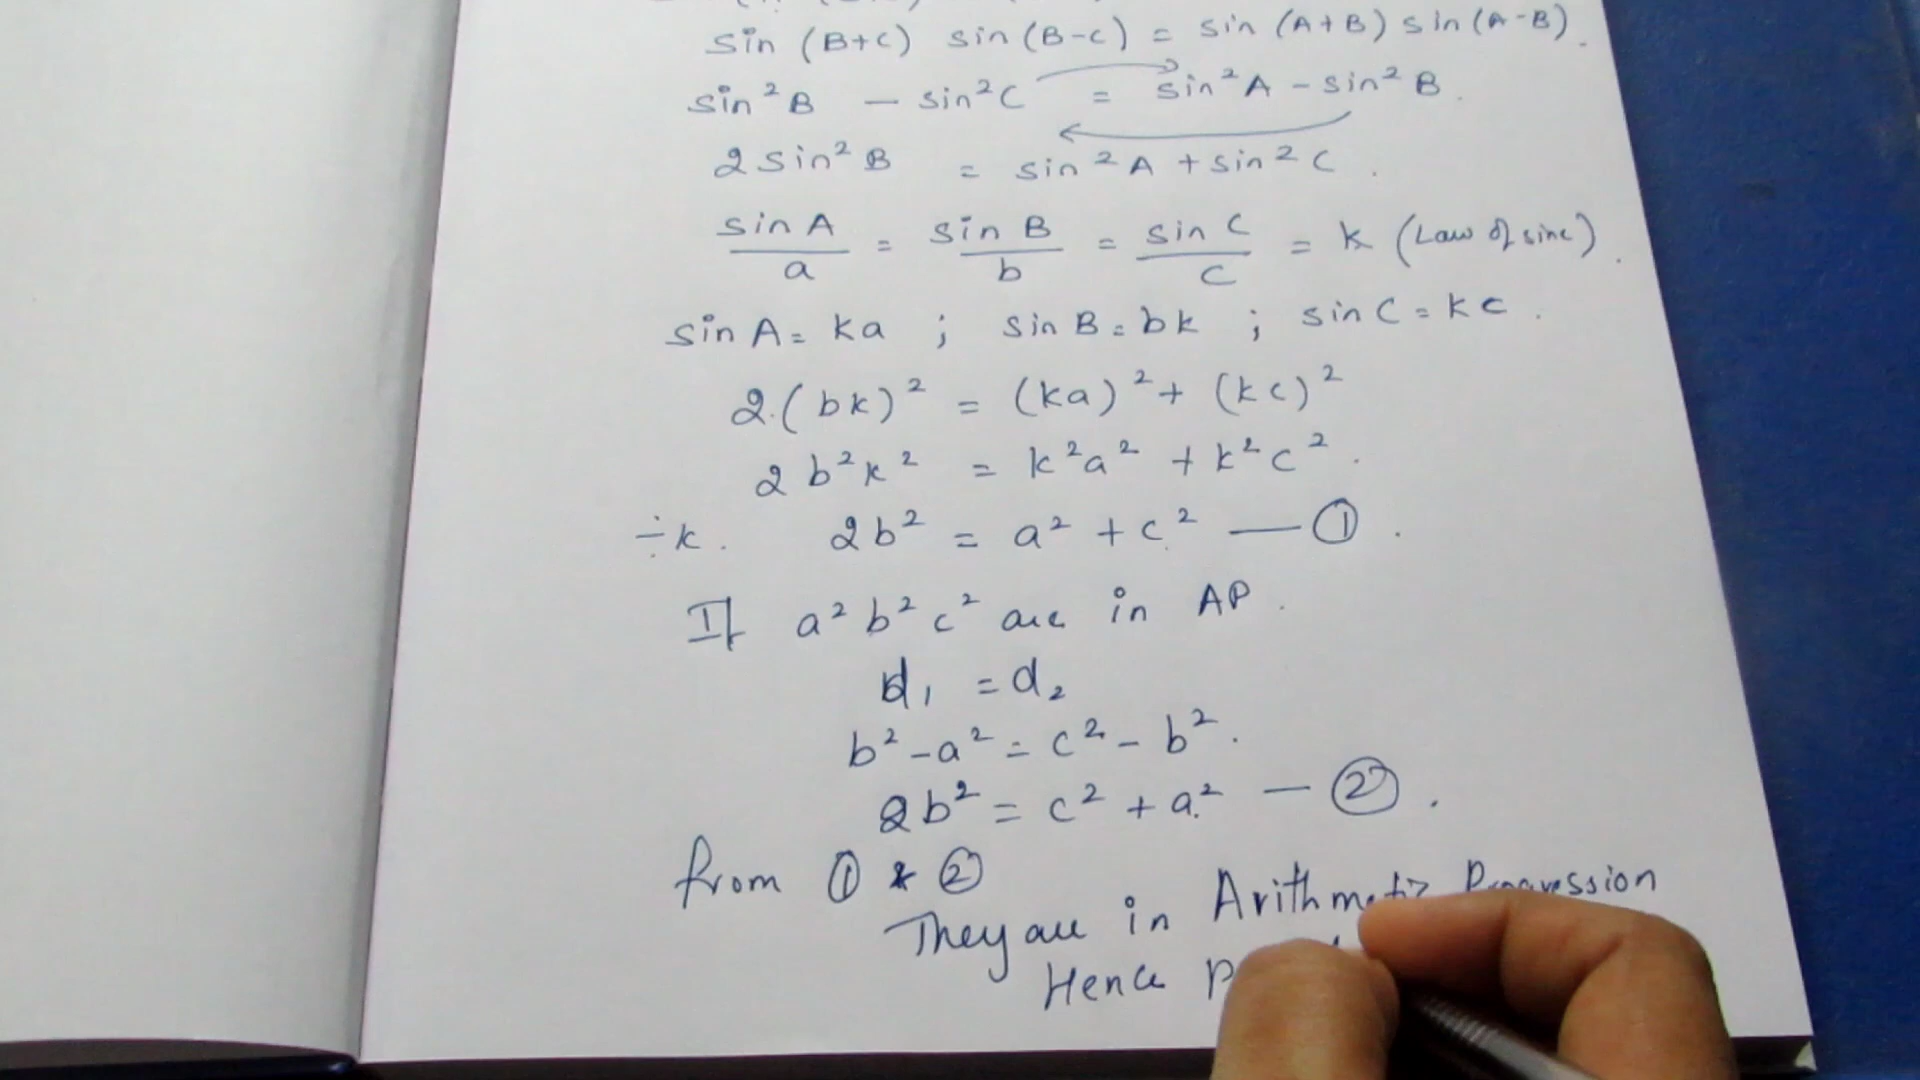 sin (B+C) sin (B-C) = sin (A+B) sin (A-B)
sin²B - sin²C = sin²A - sin²B
2 sin²B = sin²A + sin²C
sin A/a = sin B/b = sin C/C = k (Law of sine)
sin A = ka ; sin B = bk ; sin C = kc
2.(bk)² = (ka)² + (kc)²
2b²k² = k²a² + k²c²
÷k. 2b² = a² + c² — ①
If a² b² c² are in AP.
d₁ = d₂
b² - a² = c² - b².
2b² = c² + a² — ②
from ① & ②
They are in Arithmetic Progression
Hence